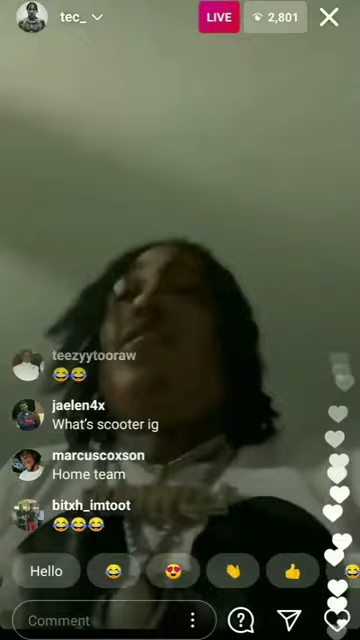 tec_
LIVE
2,801
teezyytooraw
😂😂
jaelen4x
What's scooter ig
marcuscoxson
Home team
bitxh_imtoot
😂😂😂
Hello
Comment